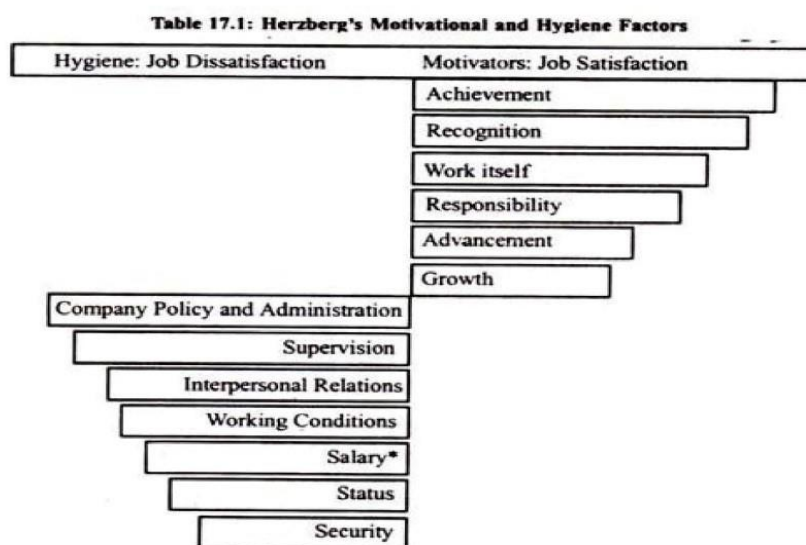 Table 17.1: Herzberg's Motivational and Hygiene Factors
Hygiene: Job Dissatisfaction Motivators: Job Satisfaction
Achievement
Recognition
Work itself
Responsibility
Advancement
Growth
Company Policy and Administration
Supervision
Interpersonal Relations
Working Conditions
Salary*
Status
Security